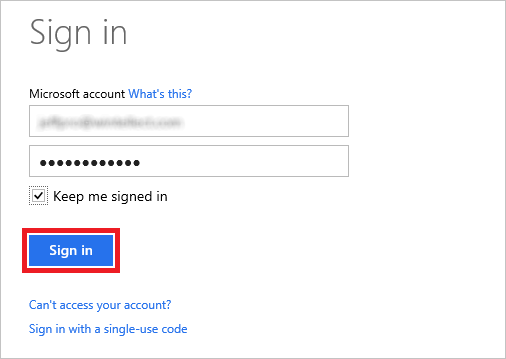 Sign in
Microsoft account What's this?
●●●●●●●●●●●●
Keep me signed in
Sign in
Can't access your account?
Sign in with a single-use code